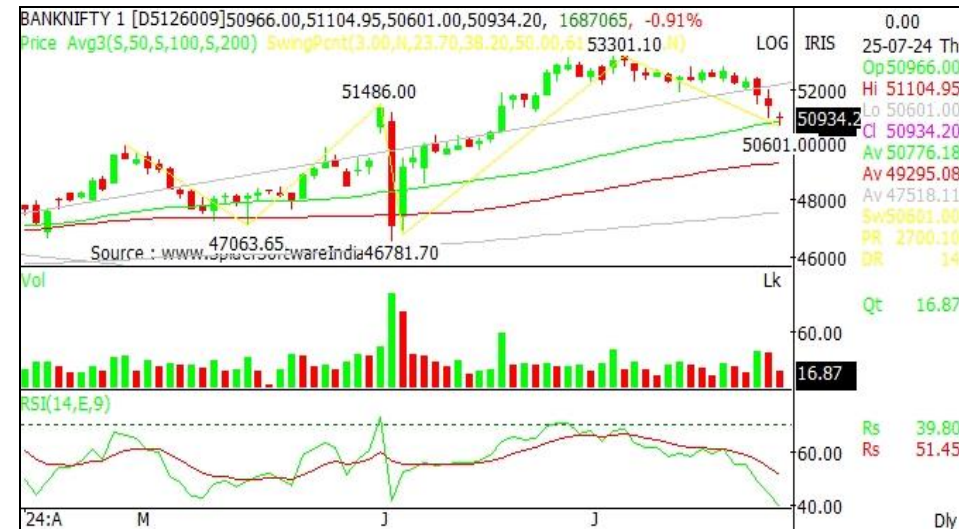 BANKNIFTY 1 [D5126009]50966.00,51104.95,50601.00,50934.20, 1687065, -0.91%
Price Avg3(S,50,S,100,S,200) SwingPcnt(3.00,N,23.70,38.20,50.00,61
53301.10
LOG
IRIS
0.00
25-07-24 Th
Op50966.00
Hi 51104.95
Lo 50601.00
Cl 50934.20
Av 50776.18
Av 49295.08
Av 47518.11
Sw50601.00
PR 2700.10
DR 14
52000
50934.2
50601.00
48000
46000
51486.00
47063.65
46781.70
Source : www.SpiderSoftwareIndia
Vol
Lk
60.00
16.87
Qt 16.87
RSI(14,E,9)
60.00
40.00
Rs 39.80
Rs 51.45
'24:A M J J
Dly